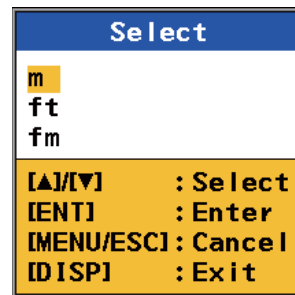 Select
m
ft
fm
[▲]/[▼] :Select
[ENT] :Enter
[MENU/ESC]:Cancel
[DISP] :Exit